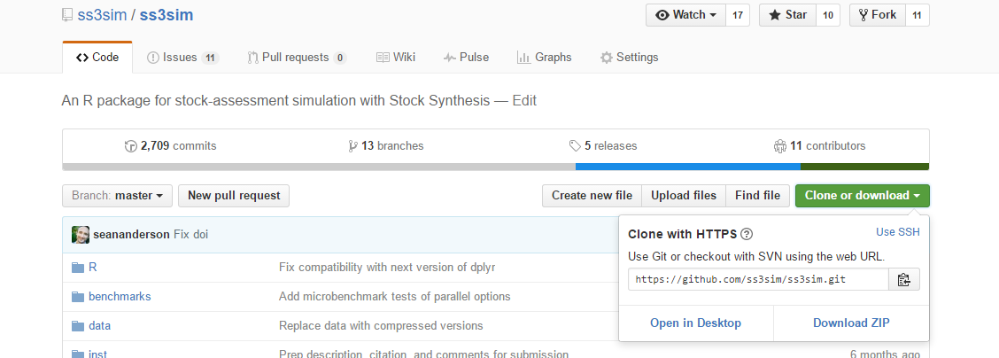 ss3sim / ss3sim
Watch 17 Star 10 Fork 11
Code Issues 11 Pull requests 0 Wiki Pulse Graphs Settings
An R package for stock-assessment simulation with Stock Synthesis — Edit
2,709 commits 13 branches 5 releases 11 contributors
Branch: master New pull request Create new file Upload files Find file Clone or download
seananderson Fix doi
Clone with HTTPS ? Use SSH
Use Git or checkout with SVN using the web URL.
R Fix compatibility with next version of dplyr
https://github.com/ss3sim/ss3sim.git
benchmarks Add microbenchmark tests of parallel options
data Replace data with compressed versions
Open in Desktop Download ZIP
inst Prep description, citation, and comments for submission 6 months ago